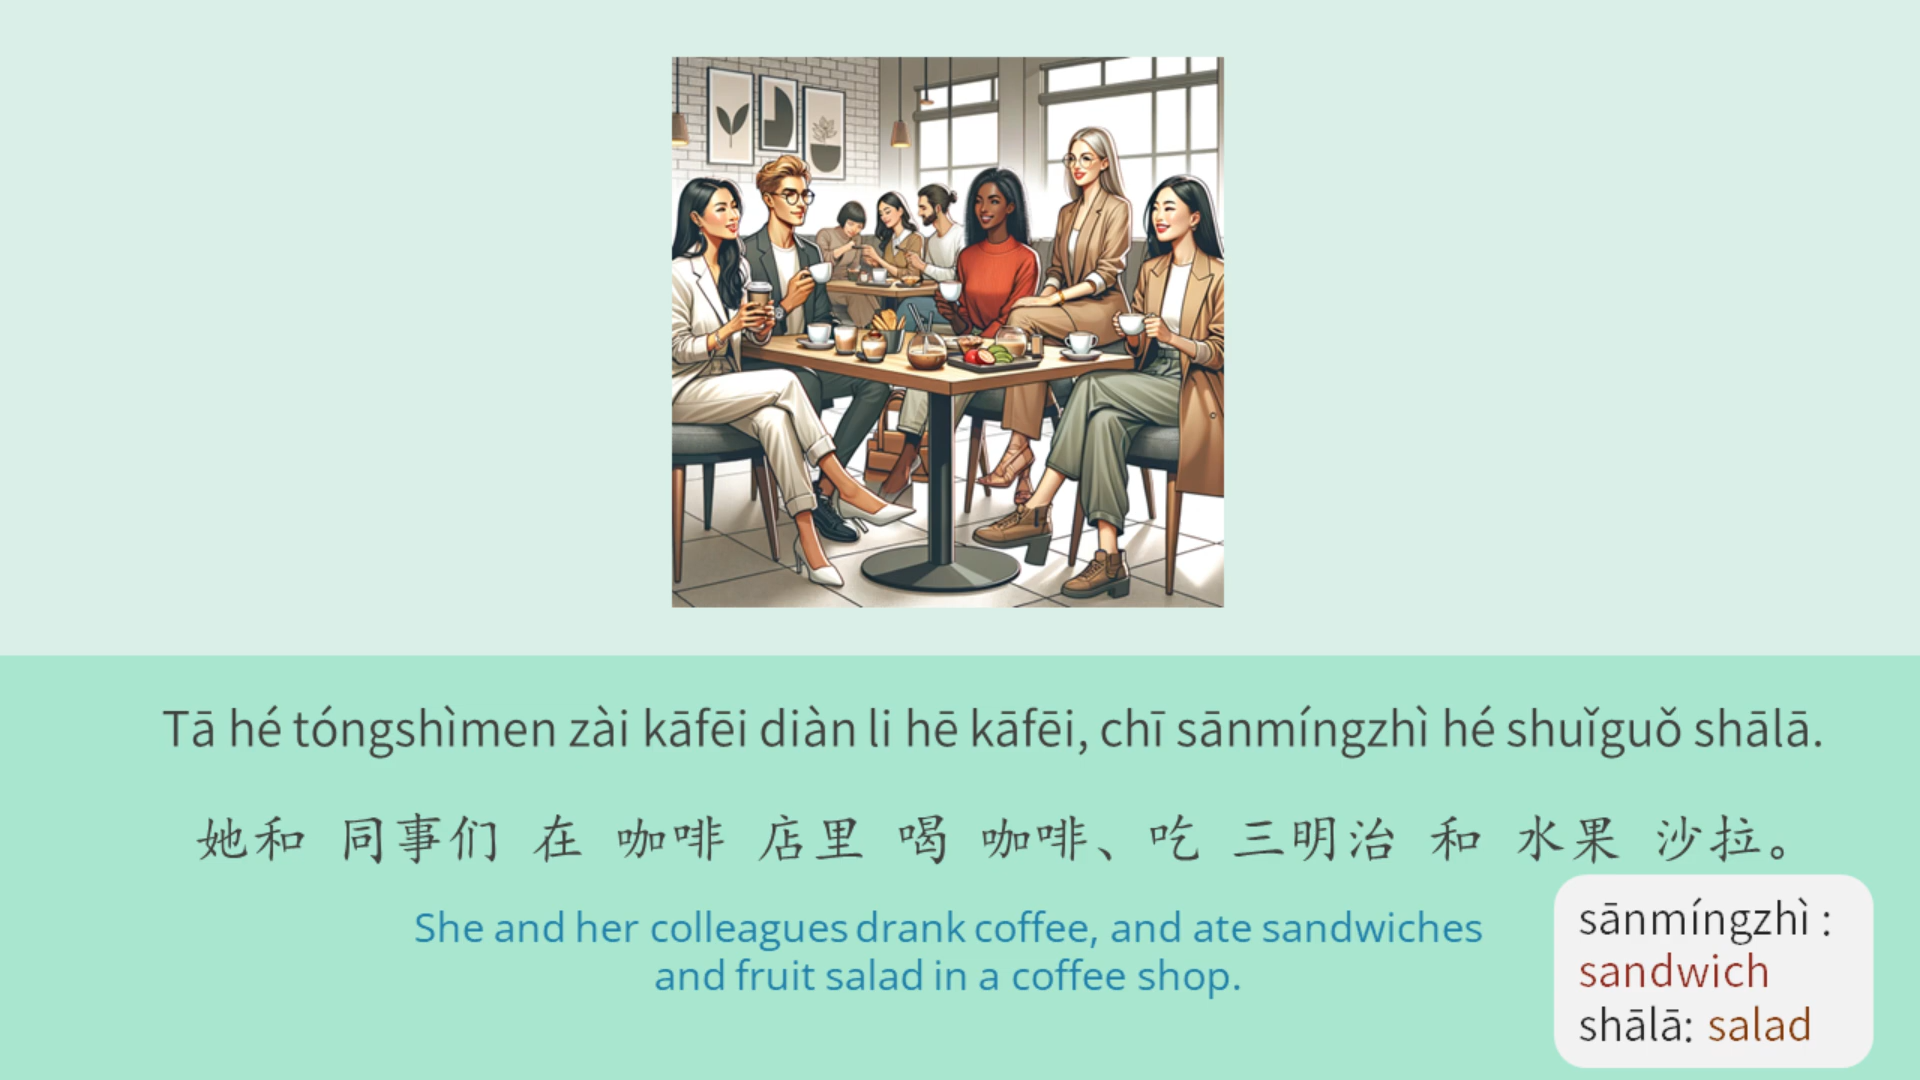 Tā hé tóngshìmen zài kāfēi diàn li hē kāfēi, chī sānmíngzhì hé shuǐguǒ shālā.
她和 同事们 在 咖啡 店里 喝 咖啡、吃 三明治 和 水果 沙拉。
She and her colleagues drank coffee, and ate sandwiches
and fruit salad in a coffee shop.
sānmíngzhì :
sandwich
shālā: salad